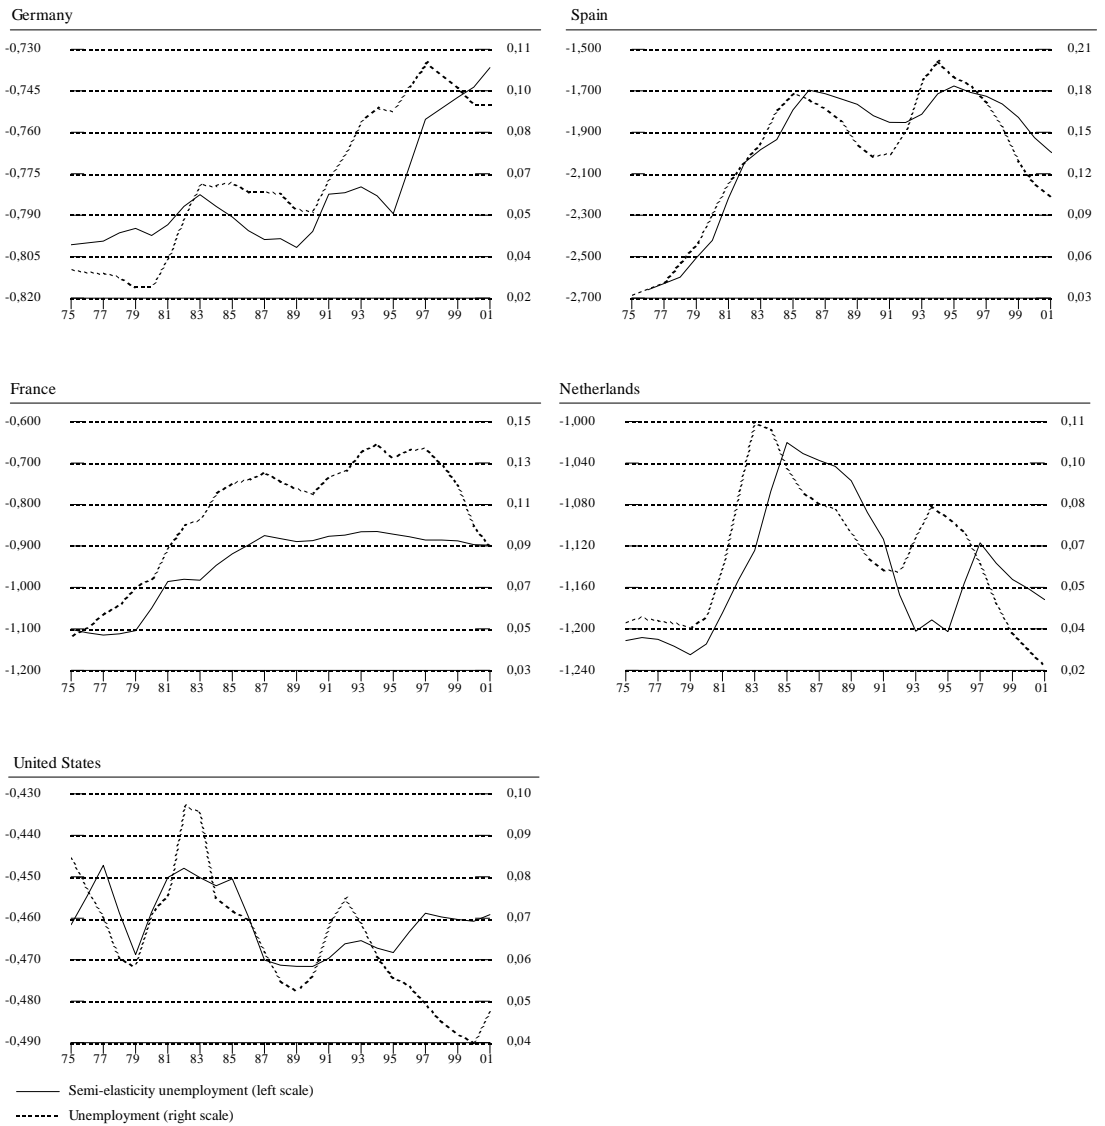 Germany
-0,730 0,11
-0,745 0,10
-0,760 0,08
-0,775 0,07
-0,790 0,05
-0,805 0,04
-0,820 0,02
75 77 79 81 83 85 87 89 91 93 95 97 99 01
Spain
-1,500 0,21
-1,700 0,18
-1,900 0,15
-2,100 0,12
-2,300 0,09
-2,500 0,06
-2,700 0,03
75 77 79 81 83 85 87 89 91 93 95 97 99 01
France
-0,600 0,15
-0,700 0,13
-0,800 0,11
-0,900 0,09
-1,000 0,07
-1,100 0,05
-1,200 0,03
75 77 79 81 83 85 87 89 91 93 95 97 99 01
Netherlands
-1,000 0,11
-1,040 0,10
-1,080 0,08
-1,120 0,07
-1,160 0,05
-1,200 0,04
-1,240 0,02
75 77 79 81 83 85 87 89 91 93 95 97 99 01
United States
-0,430 0,10
-0,440 0,09
-0,450 0,08
-0,460 0,07
-0,470 0,06
-0,480 0,05
-0,490 0,04
75 77 79 81 83 85 87 89 91 93 95 97 99 01
Semi-elasticity unemployment (left scale)
Unemployment (right scale)